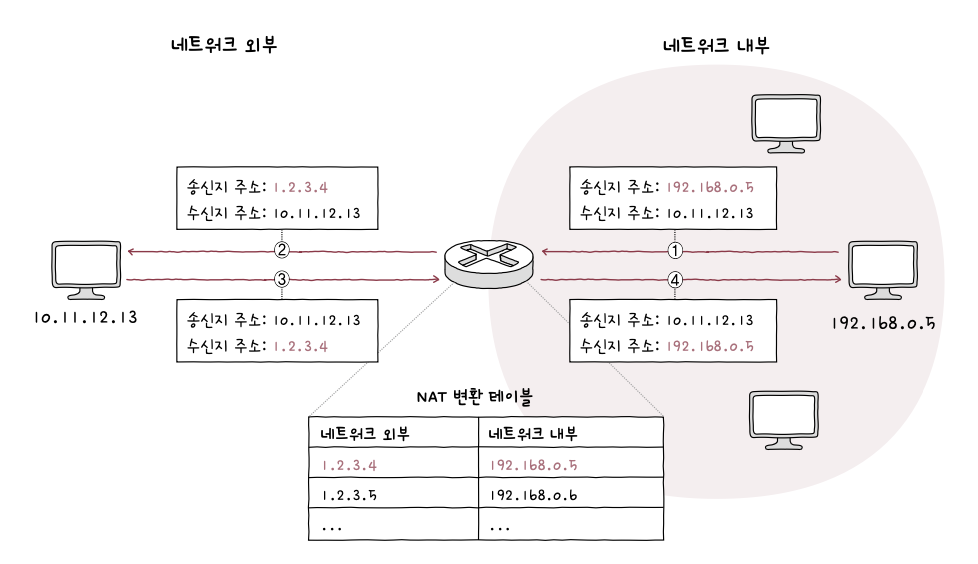 네트워크 외부
네트워크 내부
송신지 주소: 1.2.3.4
수신지 주소: 10.11.12.13
송신지 주소: 192.168.0.5
수신지 주소: 10.11.12.13
②
①
③
④
10.11.12.13
192.168.0.5
송신지 주소: 10.11.12.13
수신지 주소: 1.2.3.4
송신지 주소: 10.11.12.13
수신지 주소: 192.168.0.5
NAT 변환 테이블
네트워크 외부 네트워크 내부
1.2.3.4 192.168.0.5
1.2.3.5 192.168.0.6
... ...